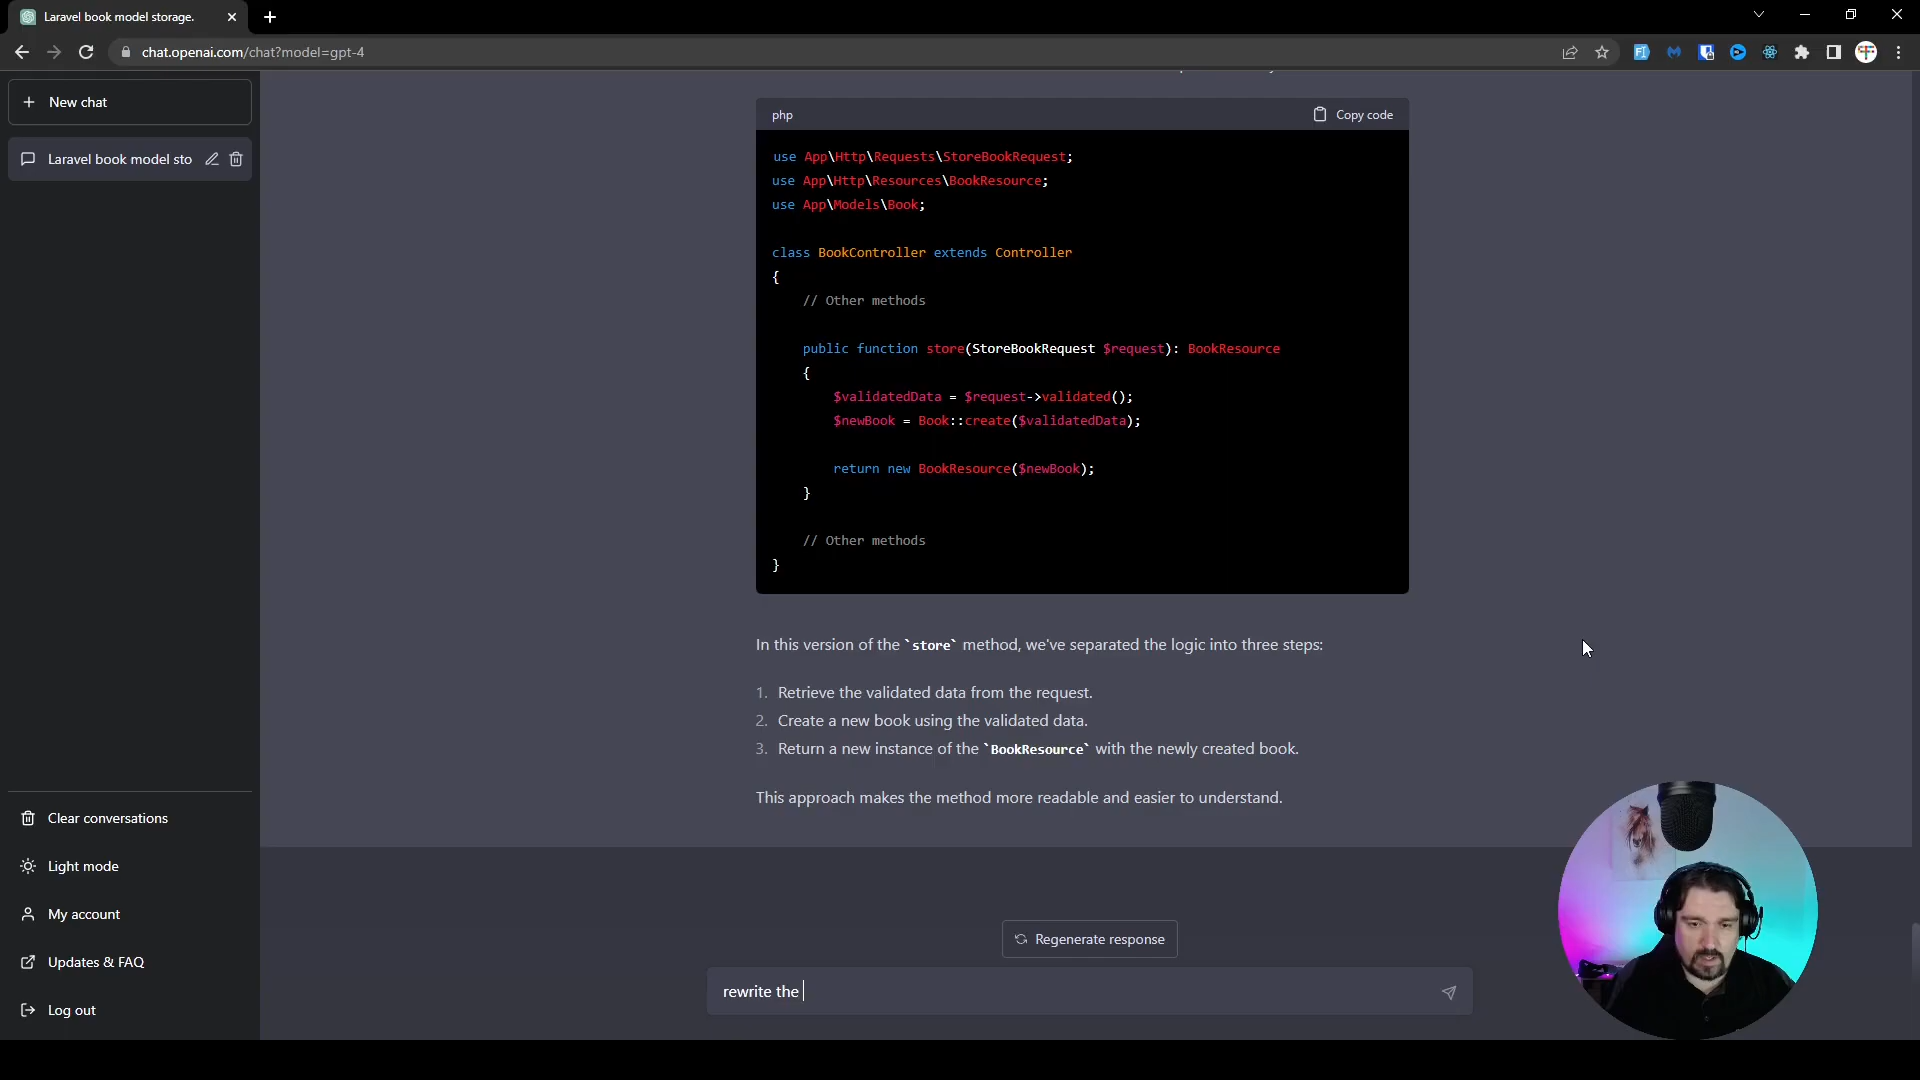 Laravel book model storage.
chat.openai.com/chat?model=gpt-4
New chat
Laravel book model sto
php
Copy code
use App\Http\Requests\StoreBookRequest;
use App\Http\Resources\BookResource;
use App\Models\Book;
class BookController extends Controller
{
// Other methods
public function store(StoreBookRequest $request): BookResource
{
$validatedData = $request->validated();
$newBook = Book::create($validatedData);
return new BookResource($newBook);
}
// Other methods
}
In this version of the `store` method, we've separated the logic into three steps:
1. Retrieve the validated data from the request.
2. Create a new book using the validated data.
3. Return a new instance of the `BookResource` with the newly created book.
This approach makes the method more readable and easier to understand.
Clear conversations
Light mode
My account
Updates & FAQ
Log out
Regenerate response
rewrite the